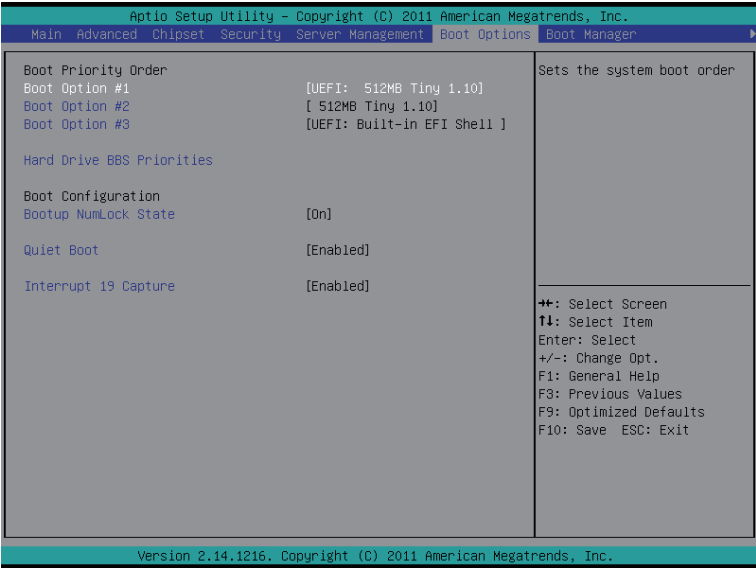 Aptio Setup Utility – Copyright (C) 2011 American Megatrends, Inc.
Main Advanced Chipset Security Server Management Boot Options Boot Manager
Boot Priority Order
Boot Option #1 [UEFI: 512MB Tiny 1.10]
Boot Option #2 [ 512MB Tiny 1.10]
Boot Option #3 [UEFI: Built-in EFI Shell ]
Hard Drive BBS Priorities
Boot Configuration
Bootup NumLock State [On]
Quiet Boot [Enabled]
Interrupt 19 Capture [Enabled]
Sets the system boot order
→←: Select Screen
↑↓: Select Item
Enter: Select
+/-: Change Opt.
F1: General Help
F3: Previous Values
F9: Optimized Defaults
F10: Save ESC: Exit
Version 2.14.1216. Copyright (C) 2011 American Megatrends, Inc.